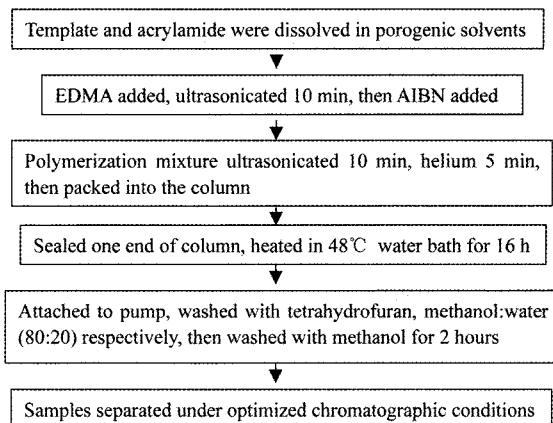 Template and acrylamide were dissolved in porogenic solvents
EDMA added, ultrasonicated 10 min, then AIBN added
Polymerization mixture ultrasonicated 10 min, helium 5 min,
then packed into the column
Sealed one end of column, heated in 48℃ water bath for 16 h
Attached to pump, washed with tetrahydrofuran, methanol:water
(80:20) respectively, then washed with methanol for 2 hours
Samples separated under optimized chromatographic conditions